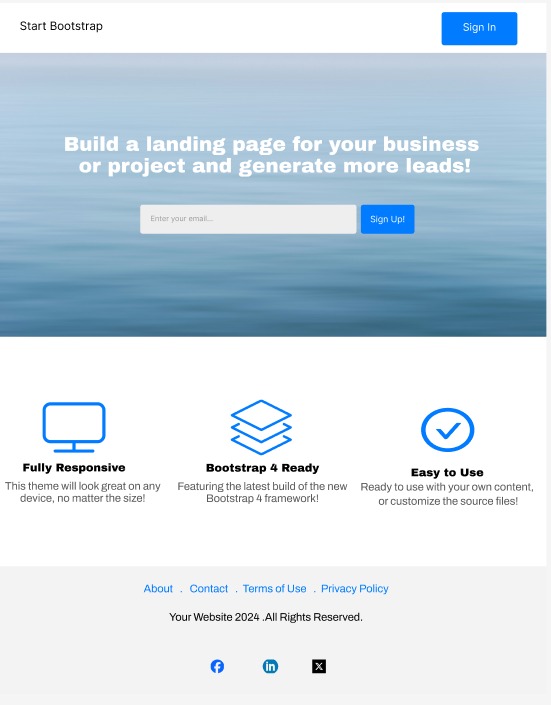 Start Bootstrap
Sign In
Build a landing page for your business
or project and generate more leads!
Enter your email...
Sign Up!
Fully Responsive
This theme will look great on any
device, no matter the size!
Bootstrap 4 Ready
Featuring the latest build of the new
Bootstrap 4 framework!
Easy to Use
Ready to use with your own content,
or customize the source files!
About . Contact . Terms of Use . Privacy Policy
Your Website 2024 .All Rights Reserved.